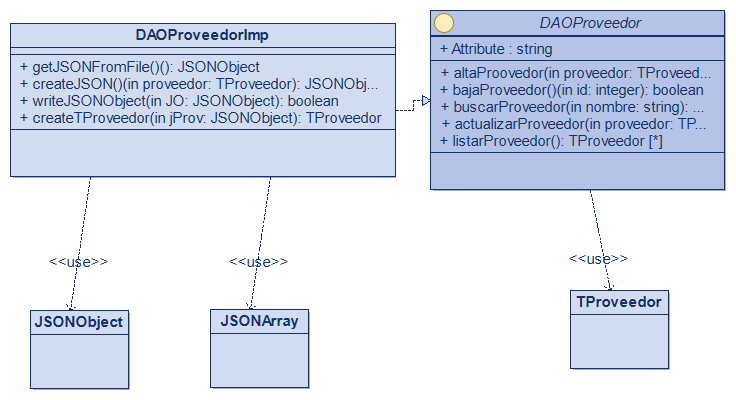 DAOProveedorImp
+ getJSONFromFile()(): JSONObject
+ createJSON()(in proveedor: TProveedor): JSONObj...
+ writeJSONObject(in JO: JSONObject): boolean
+ createTProveedor(in jProv: JSONObject): TProveedor
DAOProveedor
+ Attribute : string
+ altaProovedor(in proveedor: TProveed...
+ bajaProveedor()(in id: integer): boolean
+ buscarProveedor(in nombre: string): ...
+ actualizarProveedor(in proveedor: TP...
+ listarProveedor(): TProveedor [*]
<<use>>
<<use>>
<<use>>
JSONObject
JSONArray
TProveedor